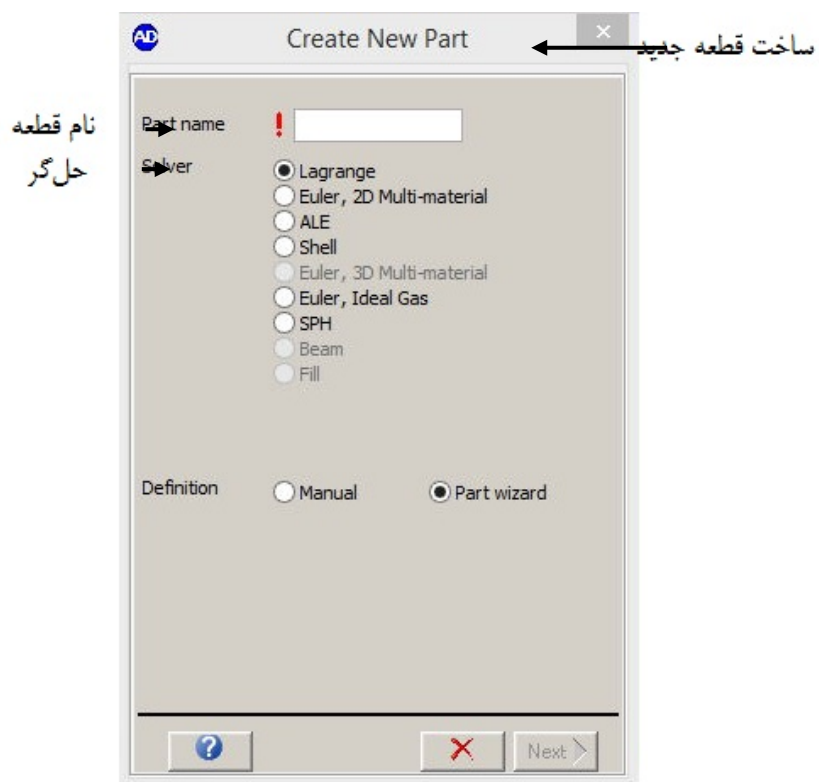 AD Create New Part ×
ساخت قطعه جدید
نام قطعه
Part name !
حل‌گر
Solver
Lagrange
Euler, 2D Multi-material
ALE
Shell
Euler, 3D Multi-material
Euler, Ideal Gas
SPH
Beam
Fill
Definition Manual Part wizard
? Next